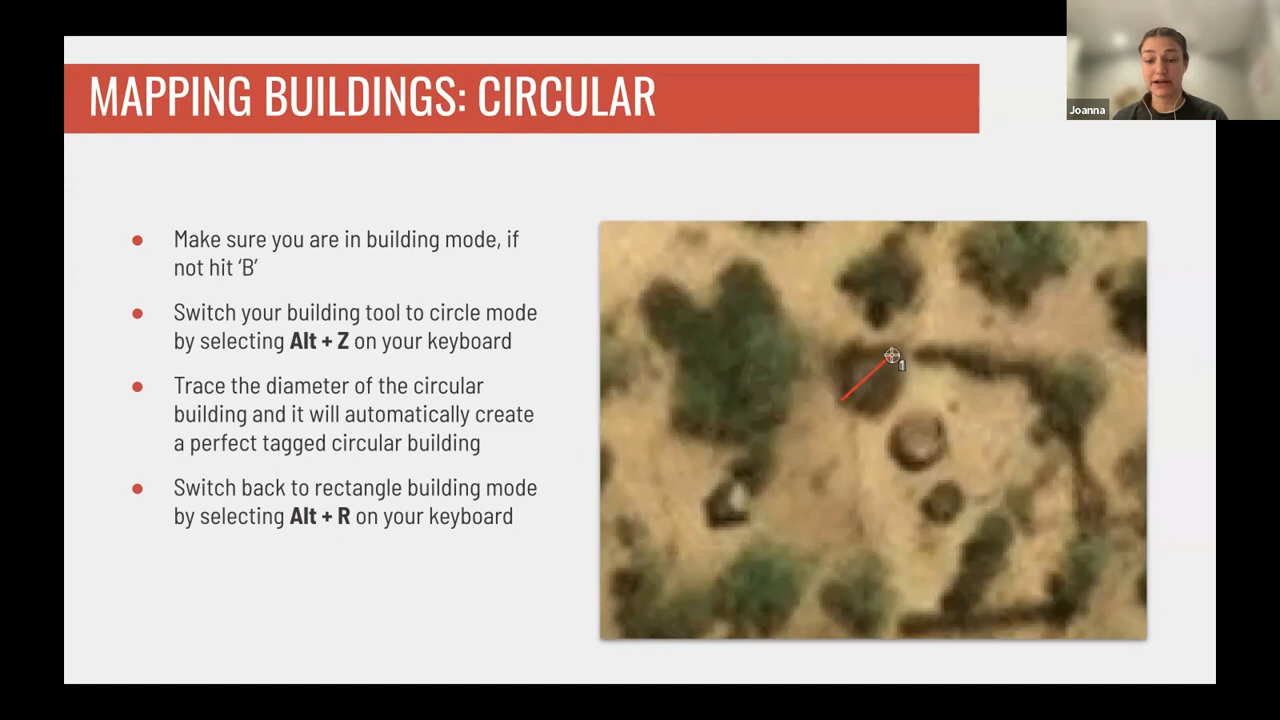 MAPPING BUILDINGS: CIRCULAR
Joanna
● Make sure you are in building mode, if
not hit ‘B’
● Switch your building tool to circle mode
by selecting Alt + Z on your keyboard
● Trace the diameter of the circular
building and it will automatically create
a perfect tagged circular building
● Switch back to rectangle building mode
by selecting Alt + R on your keyboard